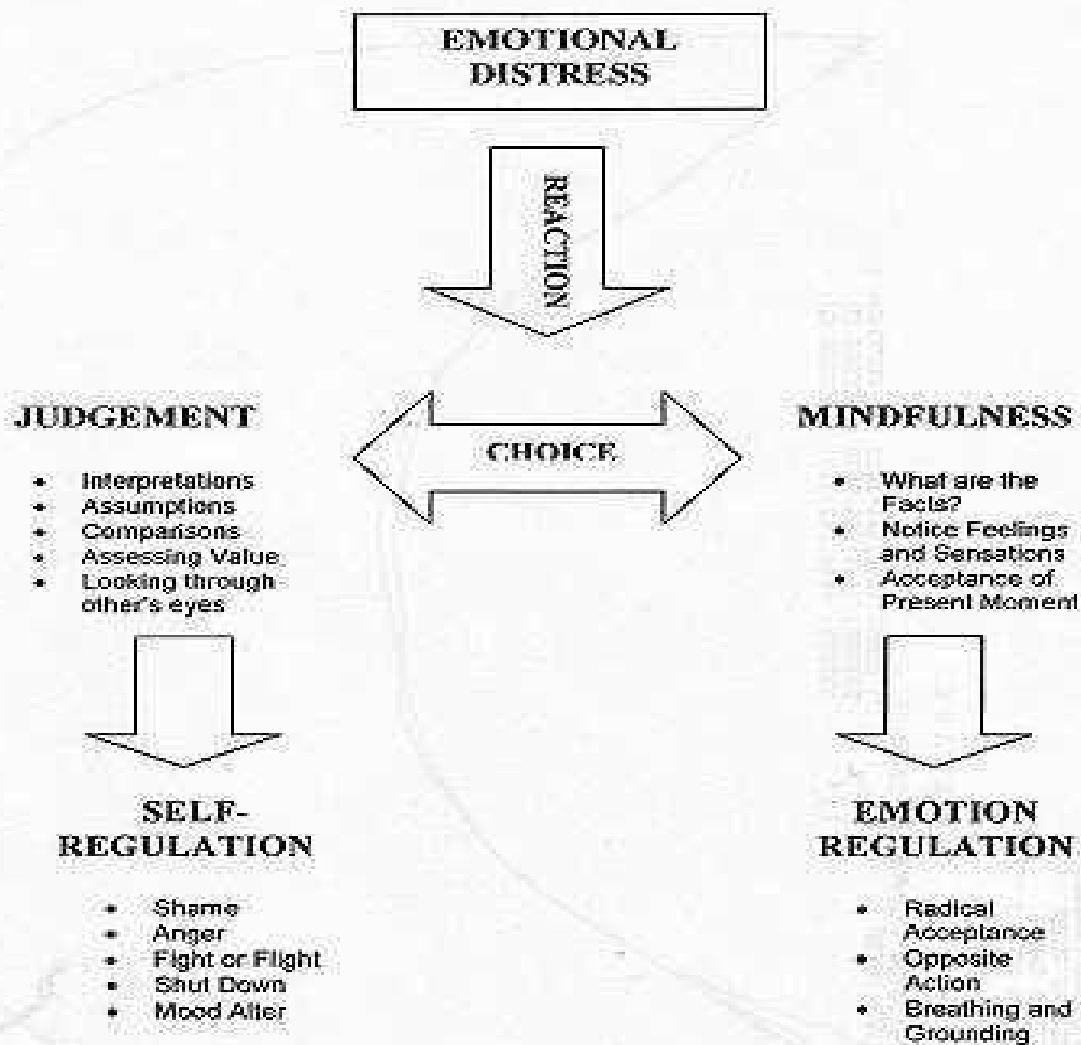 EMOTIONAL
DISTRESS
REACTION
CHOICE
JUDGEMENT
• Interpretations
• Assumptions
• Comparisons
• Assessing Value
• Looking through
other's eyes
MINDFULNESS
• What are the
Facts?
• Notice Feelings
and Sensations
• Acceptance of
Present Moment
SELF-
REGULATION
• Shame
• Anger
• Fight or Flight
• Shut Down
• Mood Alter
EMOTION
REGULATION
• Radical
Acceptance
• Opposite
Action
• Breathing and
Grounding